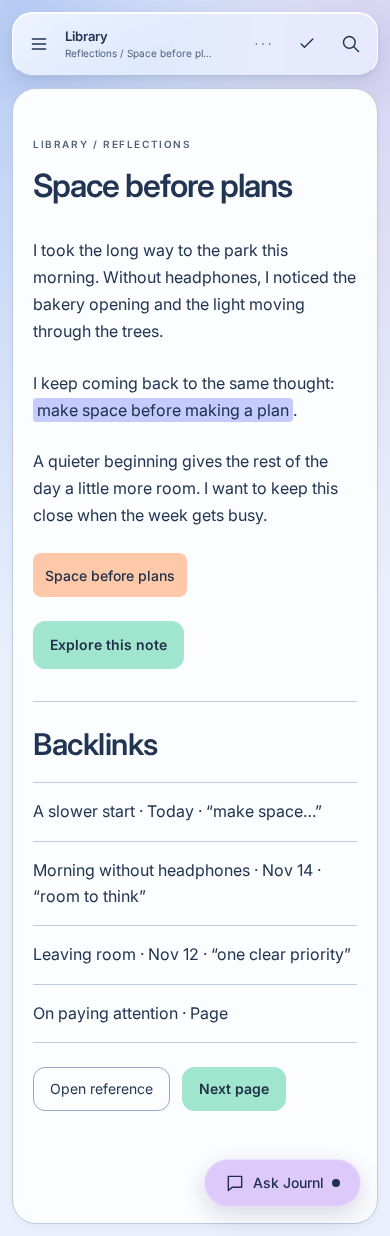 Library
Reflections / Space before pl...
LIBRARY / REFLECTIONS
Space before plans
I took the long way to the park this
morning. Without headphones, I noticed the
bakery opening and the light moving
through the trees.
I keep coming back to the same thought:
make space before making a plan.
A quieter beginning gives the rest of the
day a little more room. I want to keep this
close when the week gets busy.
Space before plans
Explore this note
Backlinks
A slower start · Today · “make space…”
Morning without headphones · Nov 14 ·
“room to think”
Leaving room · Nov 12 · “one clear priority”
On paying attention · Page
Open reference
Next page
Ask Journl